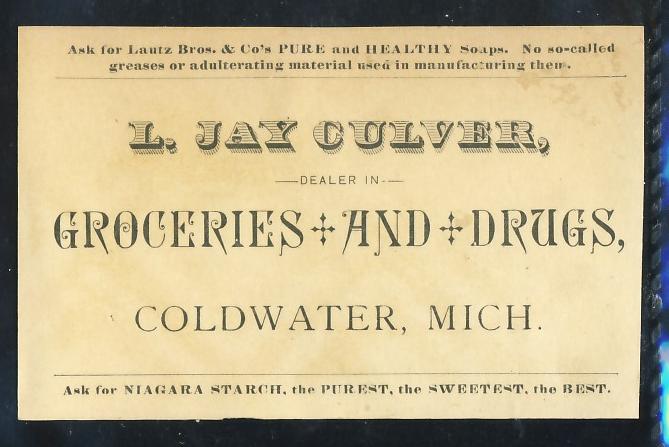 Ask for Lautz Bros. & Co's PURE and HEALTHY Soaps. No so-called
greases or adulterating material used in manufacturing them.
L. JAY CULVER,
DEALER IN
GROCERIES AND DRUGS,
COLDWATER, MICH.
Ask for NIAGARA STARCH, the PUREST, the SWEETEST, the BEST.